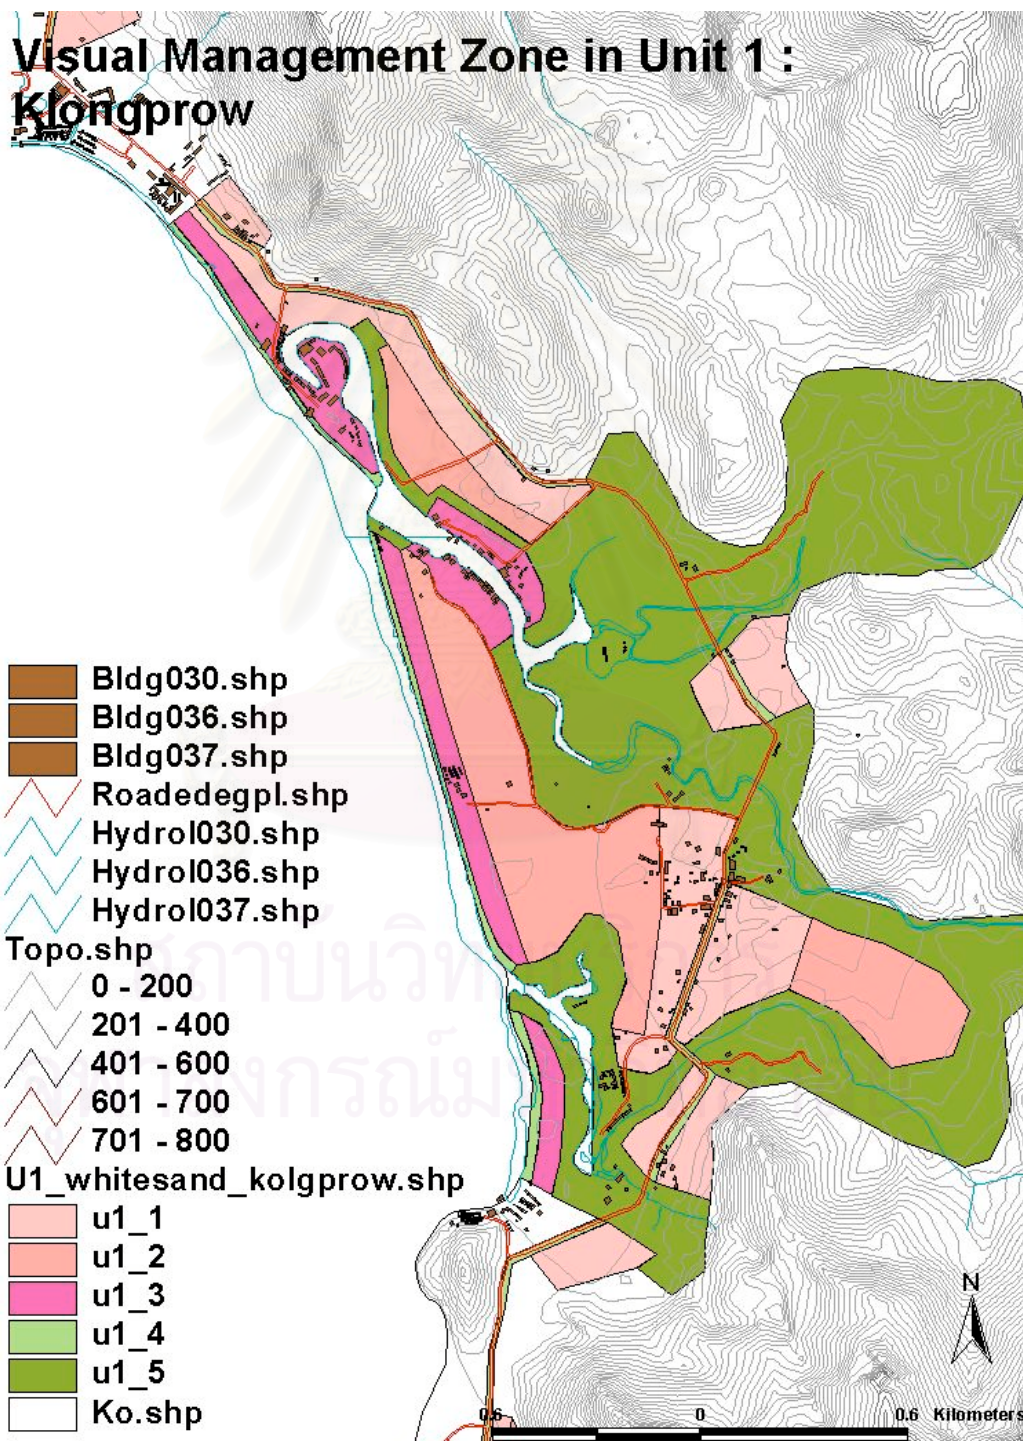 Visual Management Zone in Unit 1 :
Klongprow
Bldg030.shp
Bldg036.shp
Bldg037.shp
Roadedegpl.shp
Hydrol030.shp
Hydrol036.shp
Hydrol037.shp
Topo.shp
0 - 200
201 - 400
401 - 600
601 - 700
701 - 800
U1_whitesand_kolgprow.shp
u1_1
u1_2
u1_3
u1_4
u1_5
Ko.shp
N
0.6 0 0.6 Kilometers